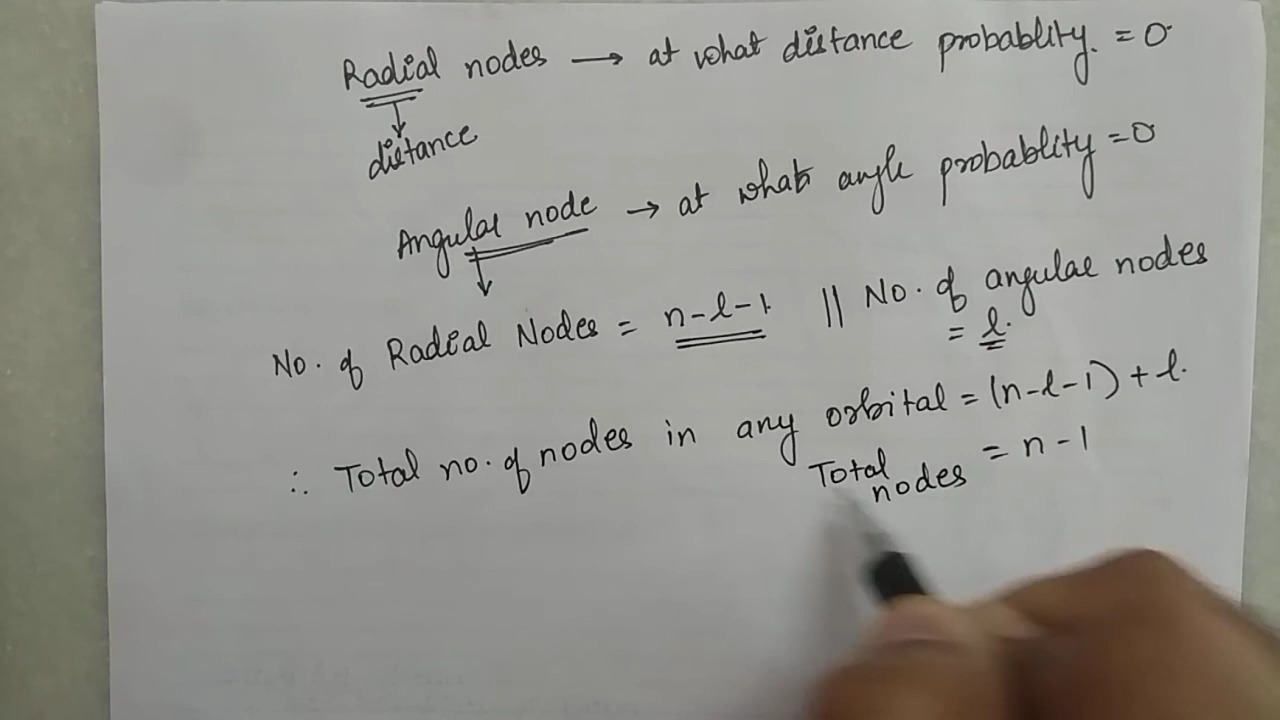 Radial nodes → at what distance probablity. = 0
distance
Angular node → at what angle probablity = 0
No. of Radial Nodes = n-l-1. || No. of angular nodes
= l.
∴ Total no. of nodes in any orbital = (n-l-1) + l.
Total nodes = n-1